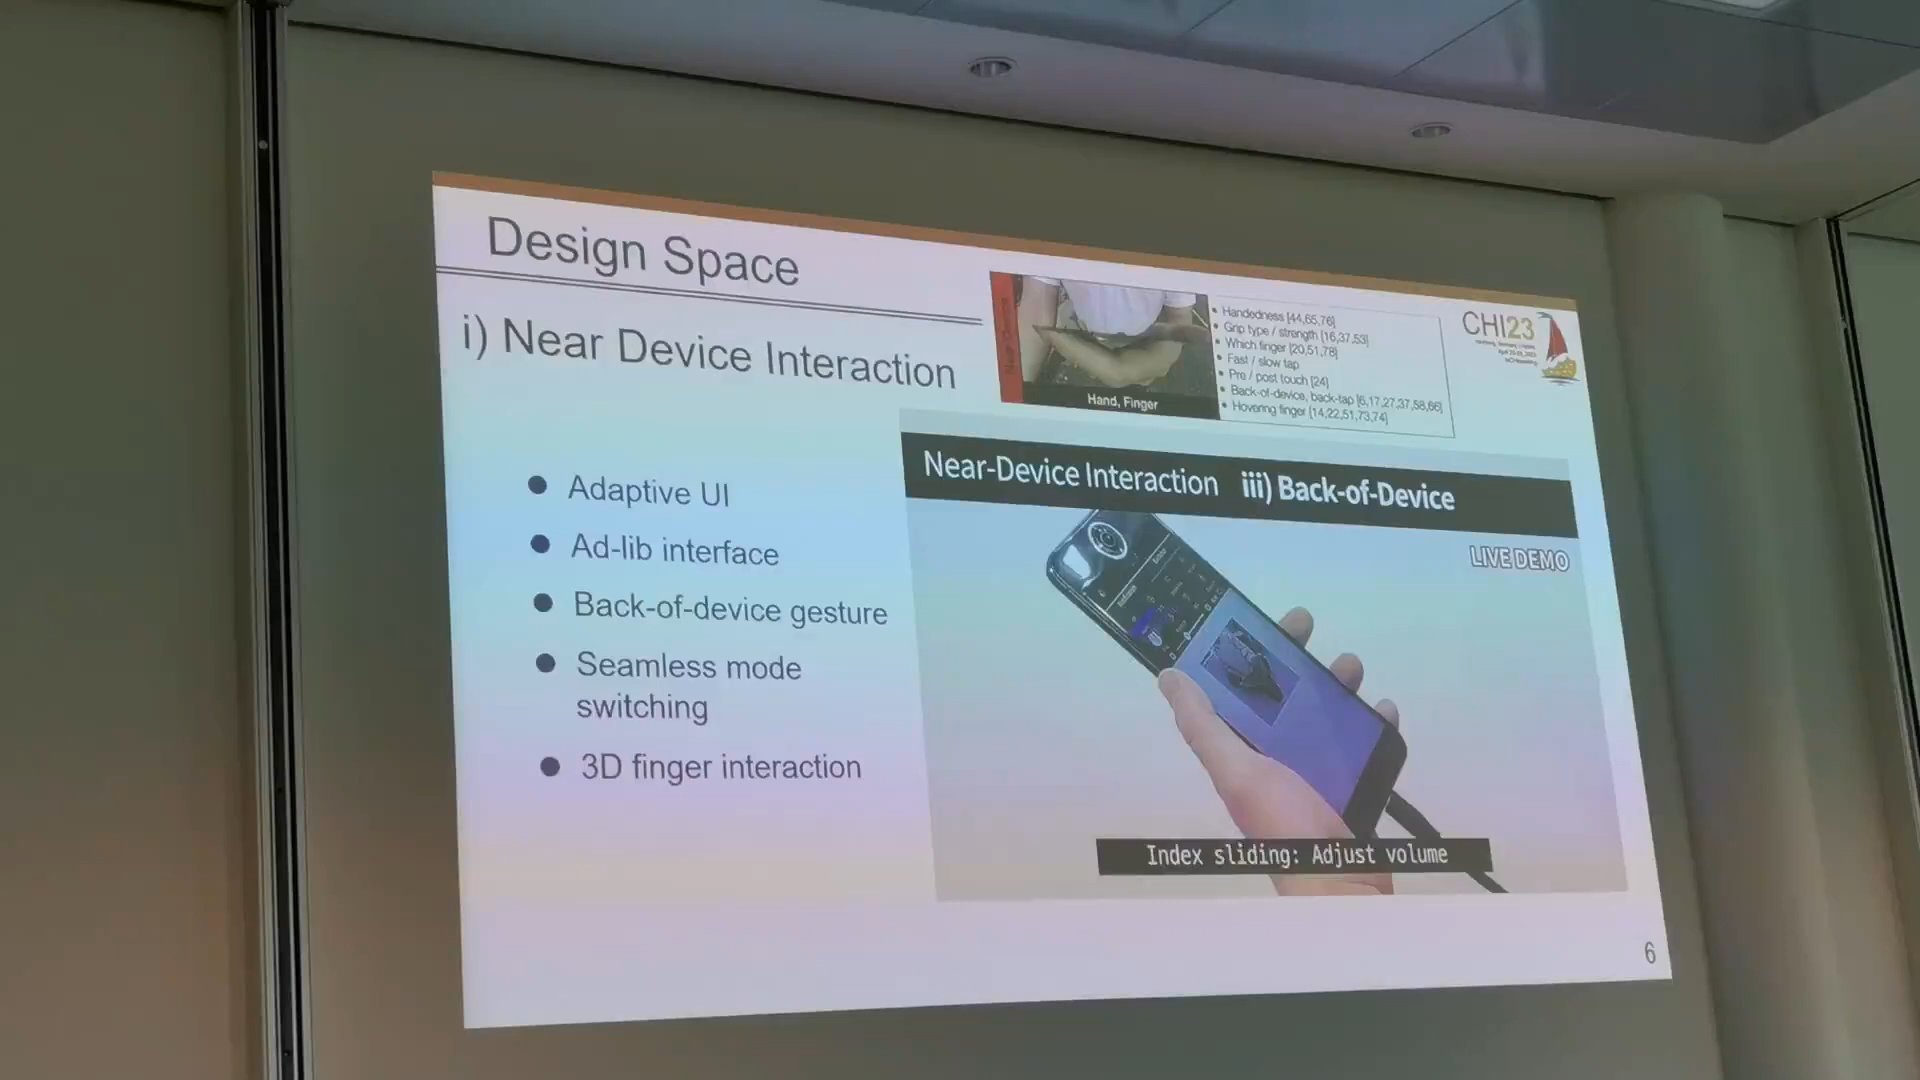 Design Space
i) Near Device Interaction
Adaptive UI
Ad-lib interface
Back-of-device gesture
Seamless mode
switching
3D finger interaction
Hand, Finger
• Handedness [44,65,76]
• Grip type / strength [16,37,53]
• Which finger [20,51,78]
• Fast / slow tap
• Pre / post touch [24]
• Back-of-device, back-tap [6,17,27,37,58,66]
• Hovering finger [14,22,51,73,74]
CHI23
Near-Device Interaction iii) Back-of-Device
LIVE DEMO
Index sliding: Adjust volume
6